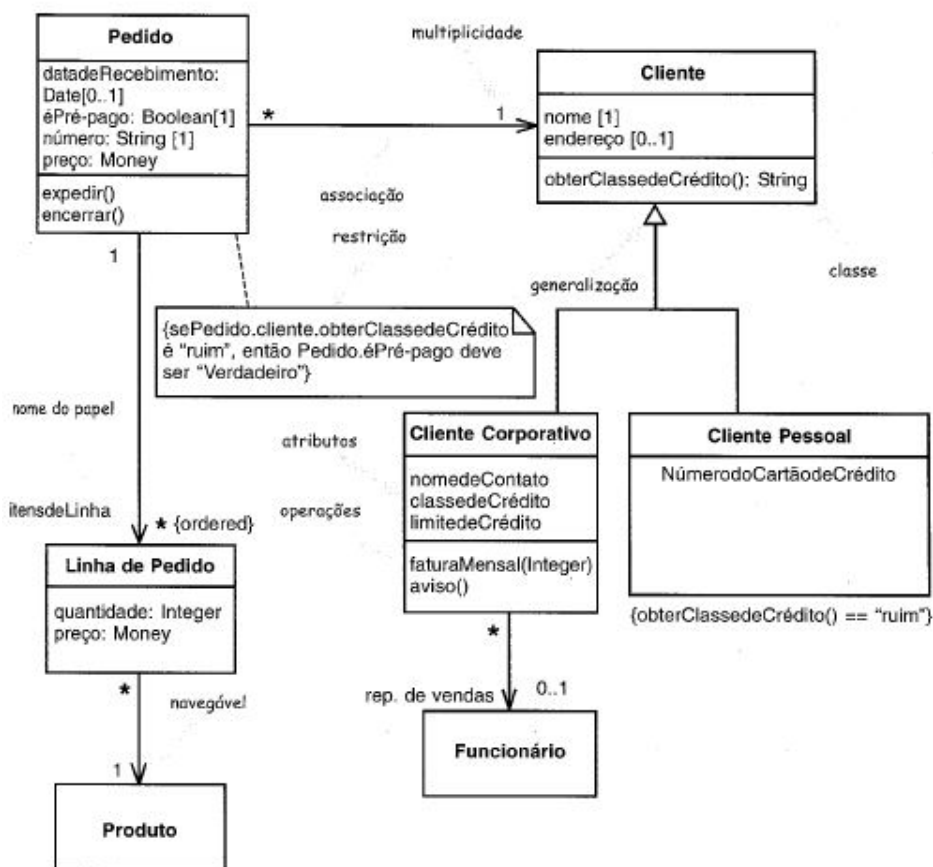 Pedido
datadeRecebimento:
Date[0..1]
éPré-pago: Boolean[1]
número: String [1]
preço: Money
expedir()
encerrar()
multiplicidade
* 1
Cliente
nome [1]
endereço [0..1]
obterClassedeCrédito(): String
associação
restrição
1
generalização
classe
{sePedido.cliente.obterClassedeCrédito
é “ruim”, então Pedido.éPré-pago deve
ser “Verdadeiro”}
nome do papel
atributos
operações
itensdeLinha
* {ordered}
Cliente Corporativo
nomedeContato
classedeCrédito
limitedeCrédito
faturaMensal(Integer)
aviso()
Cliente Pessoal
NúmerodoCartãodeCrédito
{obterClassedeCrédito() == “ruim”}
Linha de Pedido
quantidade: Integer
preço: Money
*
navegável
1
*
rep. de vendas
0..1
Funcionário
Produto